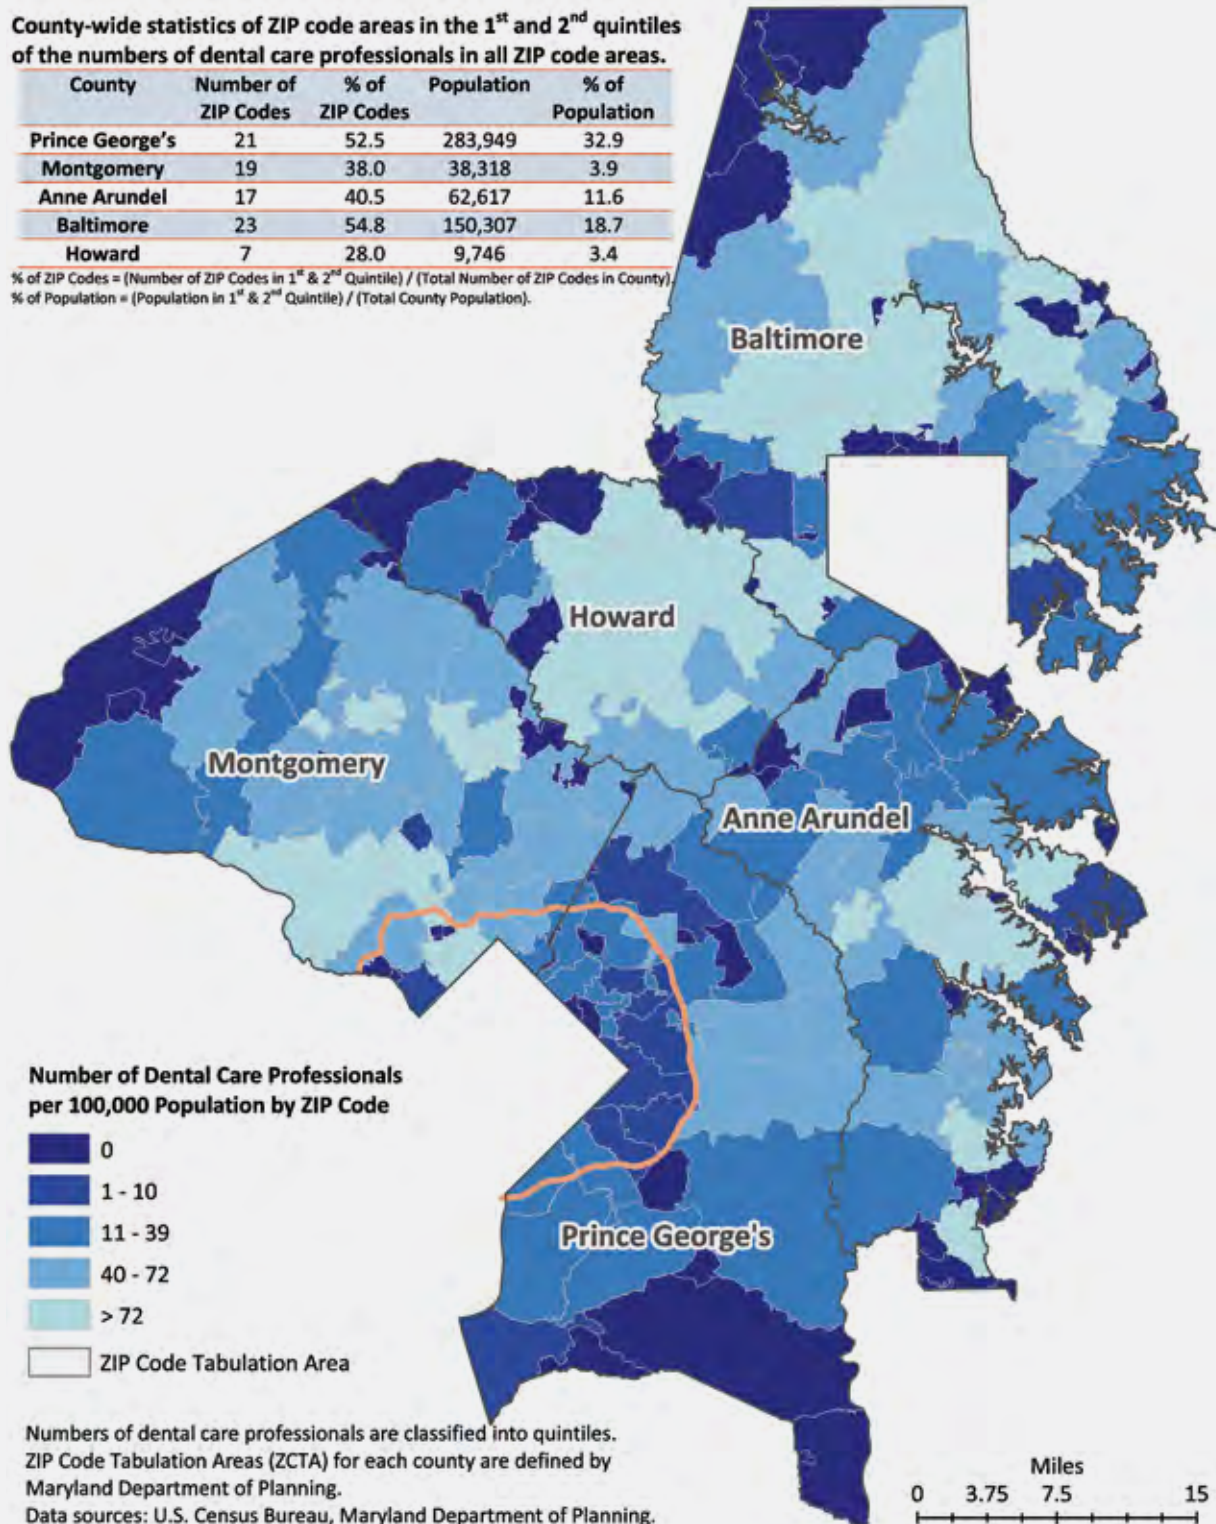 County-wide statistics of ZIP code areas in the 1st and 2nd quintiles
of the numbers of dental care professionals in all ZIP code areas.
County Number of ZIP Codes % of ZIP Codes Population % of Population
Prince George's 21 52.5 283,949 32.9
Montgomery 19 38.0 38,318 3.9
Anne Arundel 17 40.5 62,617 11.6
Baltimore 23 54.8 150,307 18.7
Howard 7 28.0 9,746 3.4
% of ZIP Codes = (Number of ZIP Codes in 1st & 2nd Quintile) / (Total Number of ZIP Codes in County).
% of Population = (Population in 1st & 2nd Quintile) / (Total County Population).
Baltimore
Howard
Montgomery
Anne Arundel
Prince George's
Number of Dental Care Professionals
per 100,000 Population by ZIP Code
0
1 - 10
11 - 39
40 - 72
> 72
ZIP Code Tabulation Area
Numbers of dental care professionals are classified into quintiles.
ZIP Code Tabulation Areas (ZCTA) for each county are defined by
Maryland Department of Planning.
Data sources: U.S. Census Bureau, Maryland Department of Planning.
Miles
0 3.75 7.5 15